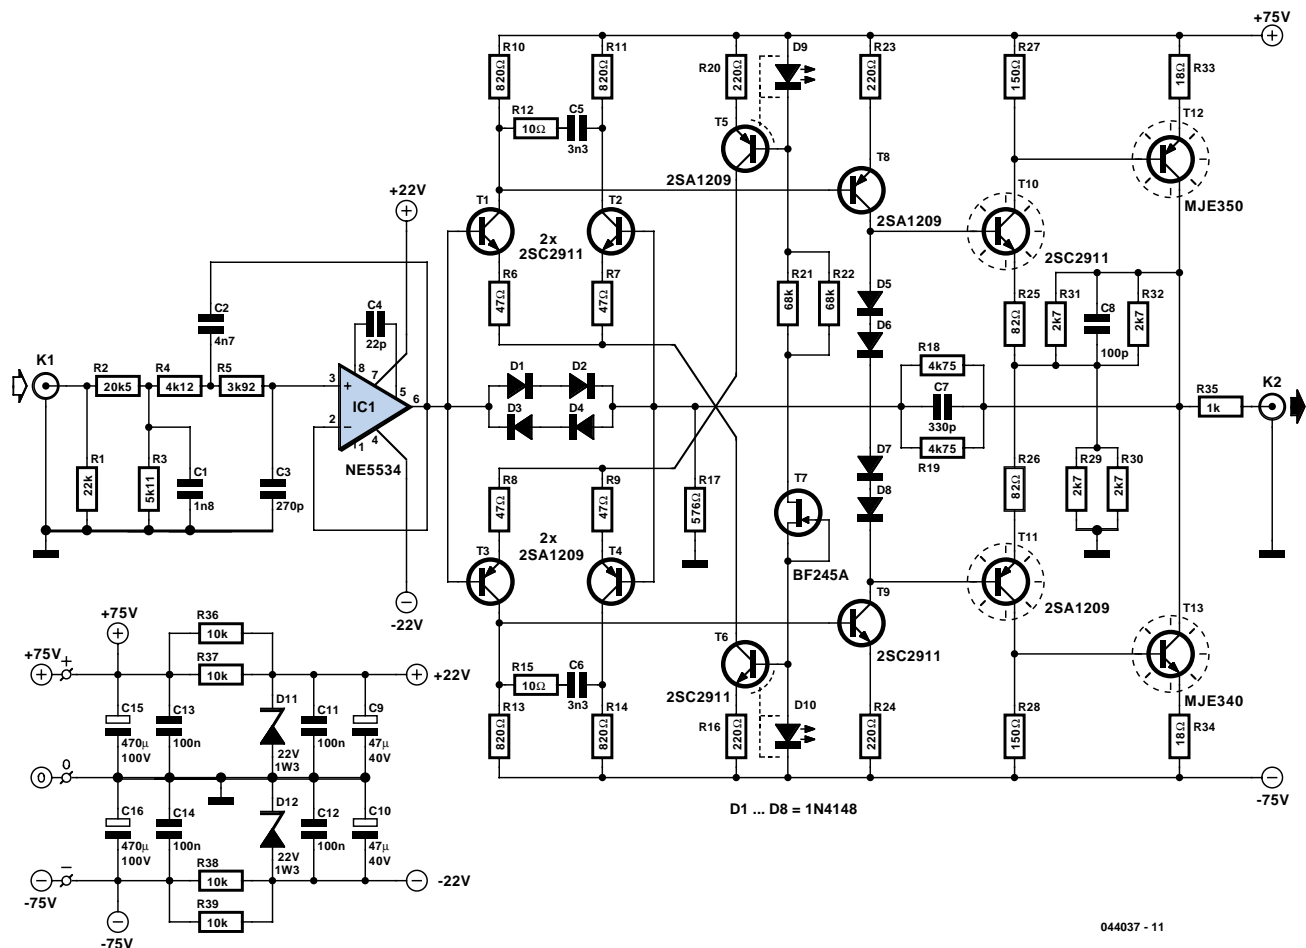 +75V
R10
820Ω
R11
820Ω
R20
220Ω
D9
R23
220Ω
R27
150Ω
18Ω
R33
R12
10Ω
C5
3n3
T5
2SA1209
T8
2SA1209
T12
MJE350
T10
2SC2911
+22V
T1
T2
2x
2SC2911
R6
47Ω
R7
47Ω
R21
68k
R22
68k
D5
D6
R25
82Ω
R31
2k7
C8
100p
R32
2k7
C2
4n7
C4
22p
K1
R2
20k5
R4
4k12
R5
3k92
3
+
2
−
8
7
5
6
1
4
IC1
NE5534
D1
D2
D3
D4
R18
4k75
C7
330p
4k75
R19
R35
1k
K2
R1
22k
R3
5k11
C1
1n8
C3
270p
R8
47Ω
R9
47Ω
R17
576Ω
T7
BF245A
D7
D8
R26
82Ω
R29
2k7
R30
2k7
2x
2SA1209
T3
T4
T11
2SA1209
-22V
T9
2SC2911
T13
MJE340
T6
2SC2911
R15
10Ω
C6
3n3
R13
820Ω
R14
820Ω
R16
220Ω
D10
R24
220Ω
R28
150Ω
18Ω
R34
-75V
D1 ... D8 = 1N4148
+75V
R36
10k
+75V
+
R37
10k
+22V
C15
470µ
100V
C13
100n
D11
22V
1W3
C11
100n
C9
47µ
40V
0
0
C16
470µ
100V
C14
100n
D12
22V
1W3
C12
100n
C10
47µ
40V
−
-75V
R38
10k
-22V
R39
10k
-75V
044037 - 11